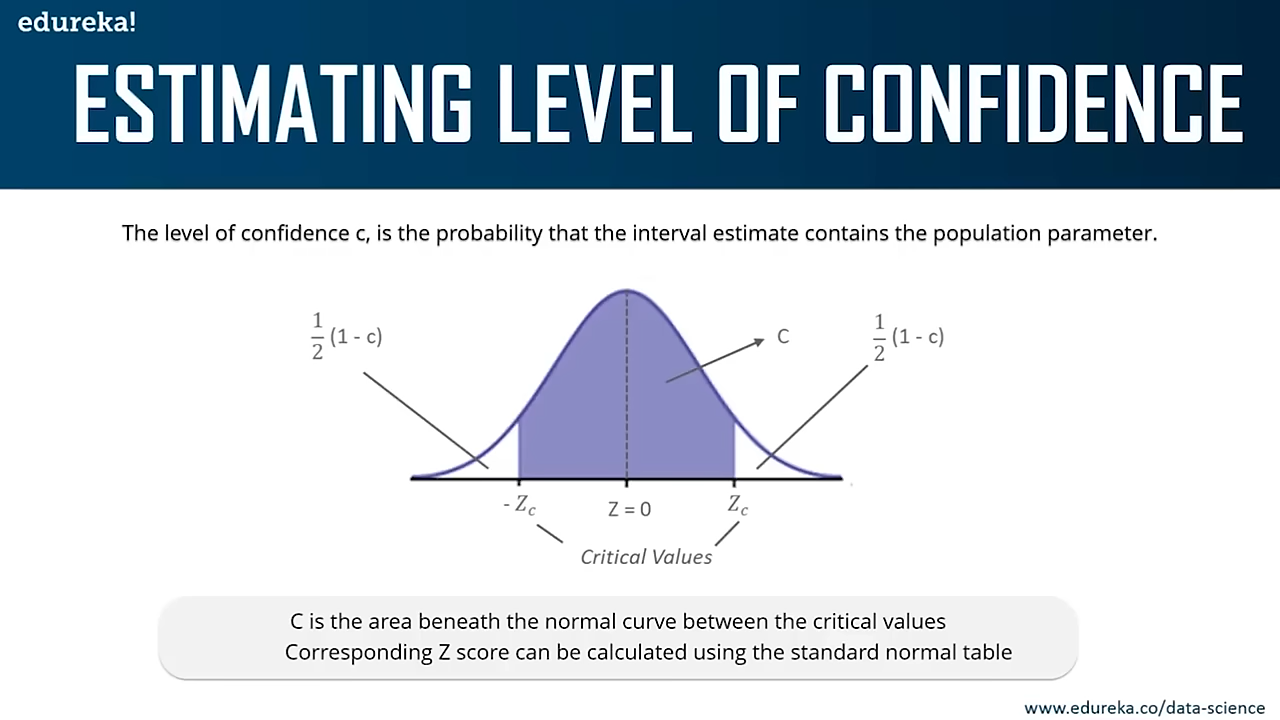 edureka!
ESTIMATING LEVEL OF CONFIDENCE
The level of confidence c, is the probability that the interval estimate contains the population parameter.
1/2 (1 - c)
C
1/2 (1 - c)
- Zc
Z = 0
Zc
Critical Values
C is the area beneath the normal curve between the critical values
Corresponding Z score can be calculated using the standard normal table
www.edureka.co/data-science